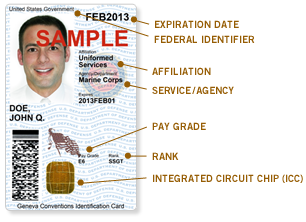 United States Government
FEB2013
EXPIRATION DATE
FEDERAL IDENTIFIER
SAMPLE
Affiliation
Uniformed
Services
AFFILIATION
Agency/Department
Marine Corps
SERVICE/AGENCY
Expires
2013FEB01
DOE,
JOHN Q.
PAY GRADE
Pay Grade
E6
Rank
SSGT
RANK
INTEGRATED CIRCUIT CHIP (ICC)
Geneva Conventions Identification Card